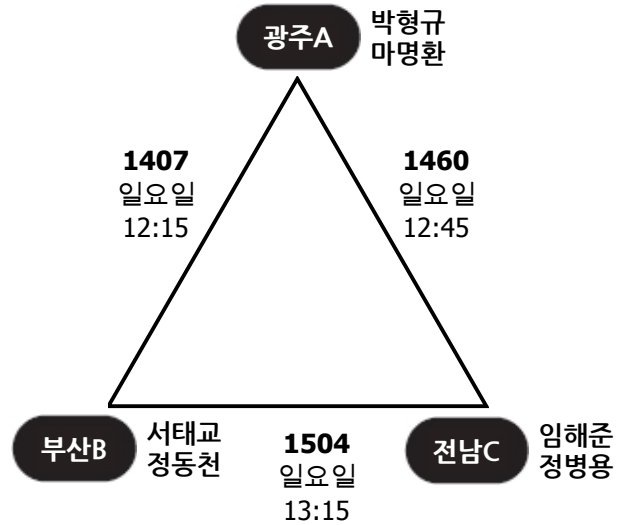 광주A
박형규
마명환
1407
일요일
12:15
1460
일요일
12:45
부산B
서태교
정동천
1504
일요일
13:15
전남C
임해준
정병용